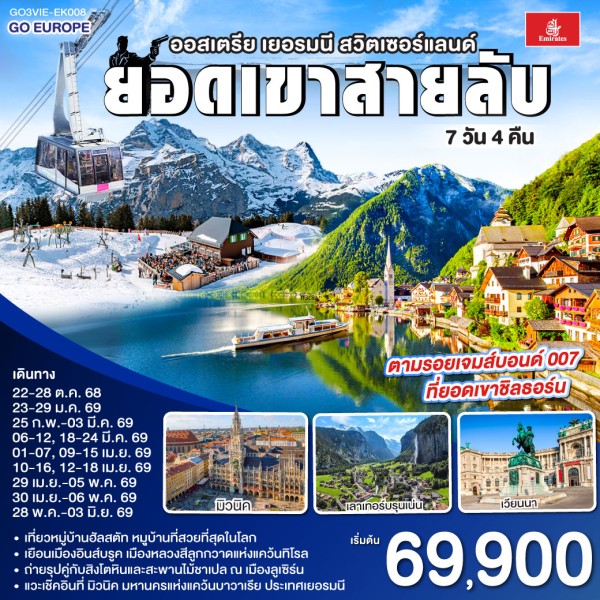 GO3VIE-EK008
GO EUROPE
Emirates
ออสเตรีย เยอรมนี สวิตเซอร์แลนด์
ยอดเขาสายลับ
7 วัน 4 คืน
ตามรอยเจมส์บอนด์ 007
ที่ยอดเขาชิลธอร์น
เดินทาง
22-28 ต.ค. 68
23-29 ม.ค. 69
25 ก.พ.-03 มี.ค. 69
06-12, 18-24 มี.ค. 69
01-07, 09-15 เม.ย. 69
10-16, 12-18 เม.ย. 69
29 เม.ย.-05 พ.ค. 69
30 เม.ย.-06 พ.ค. 69
28 พ.ค.-03 มิ.ย. 69
มิวนิค
เลาเทอร์บรุนเน่น
เวียนนา
• เที่ยวหมู่บ้านฮัลสตัท หมู่บ้านที่สวยที่สุดในโลก
• เยือนเมืองอินส์บรูค เมืองหลวงสีลูกกวาดแห่งแคว้นทิโรล
• ถ่ายรูปคู่กับสิงโตหินและสะพานไม้ชาเปล ณ เมืองลูเซิร์น
• แวะเช็คอินที่ มิวนิค มหานครแห่งแคว้นบาวาเรีย ประเทศเยอรมนี
เริ่มต้น
69,900